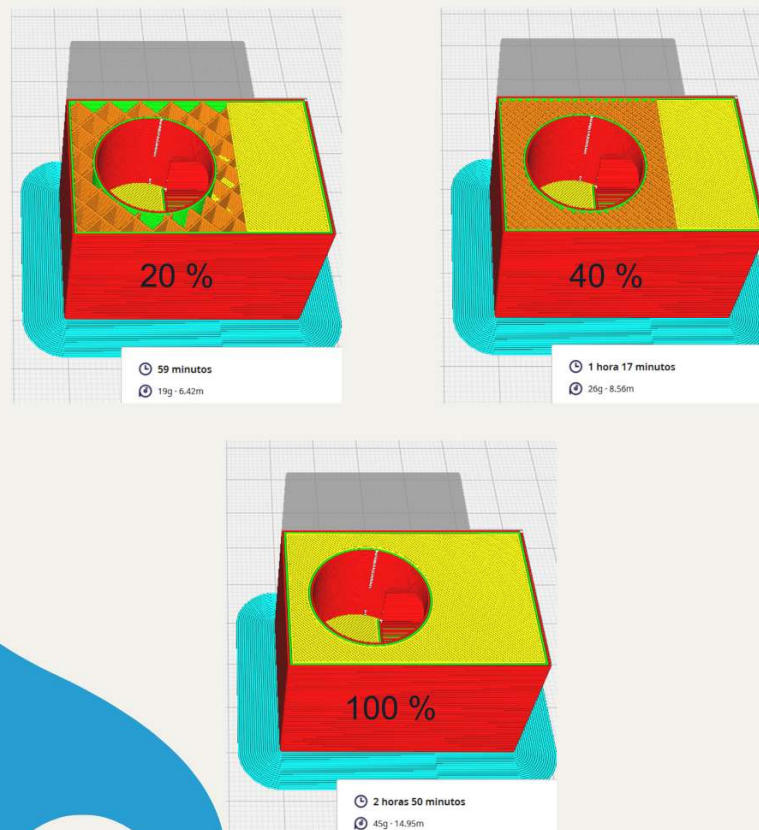 20 %
59 minutos
19g · 6.42m
40 %
1 hora 17 minutos
26g · 8.56m
100 %
2 horas 50 minutos
45g · 14.95m